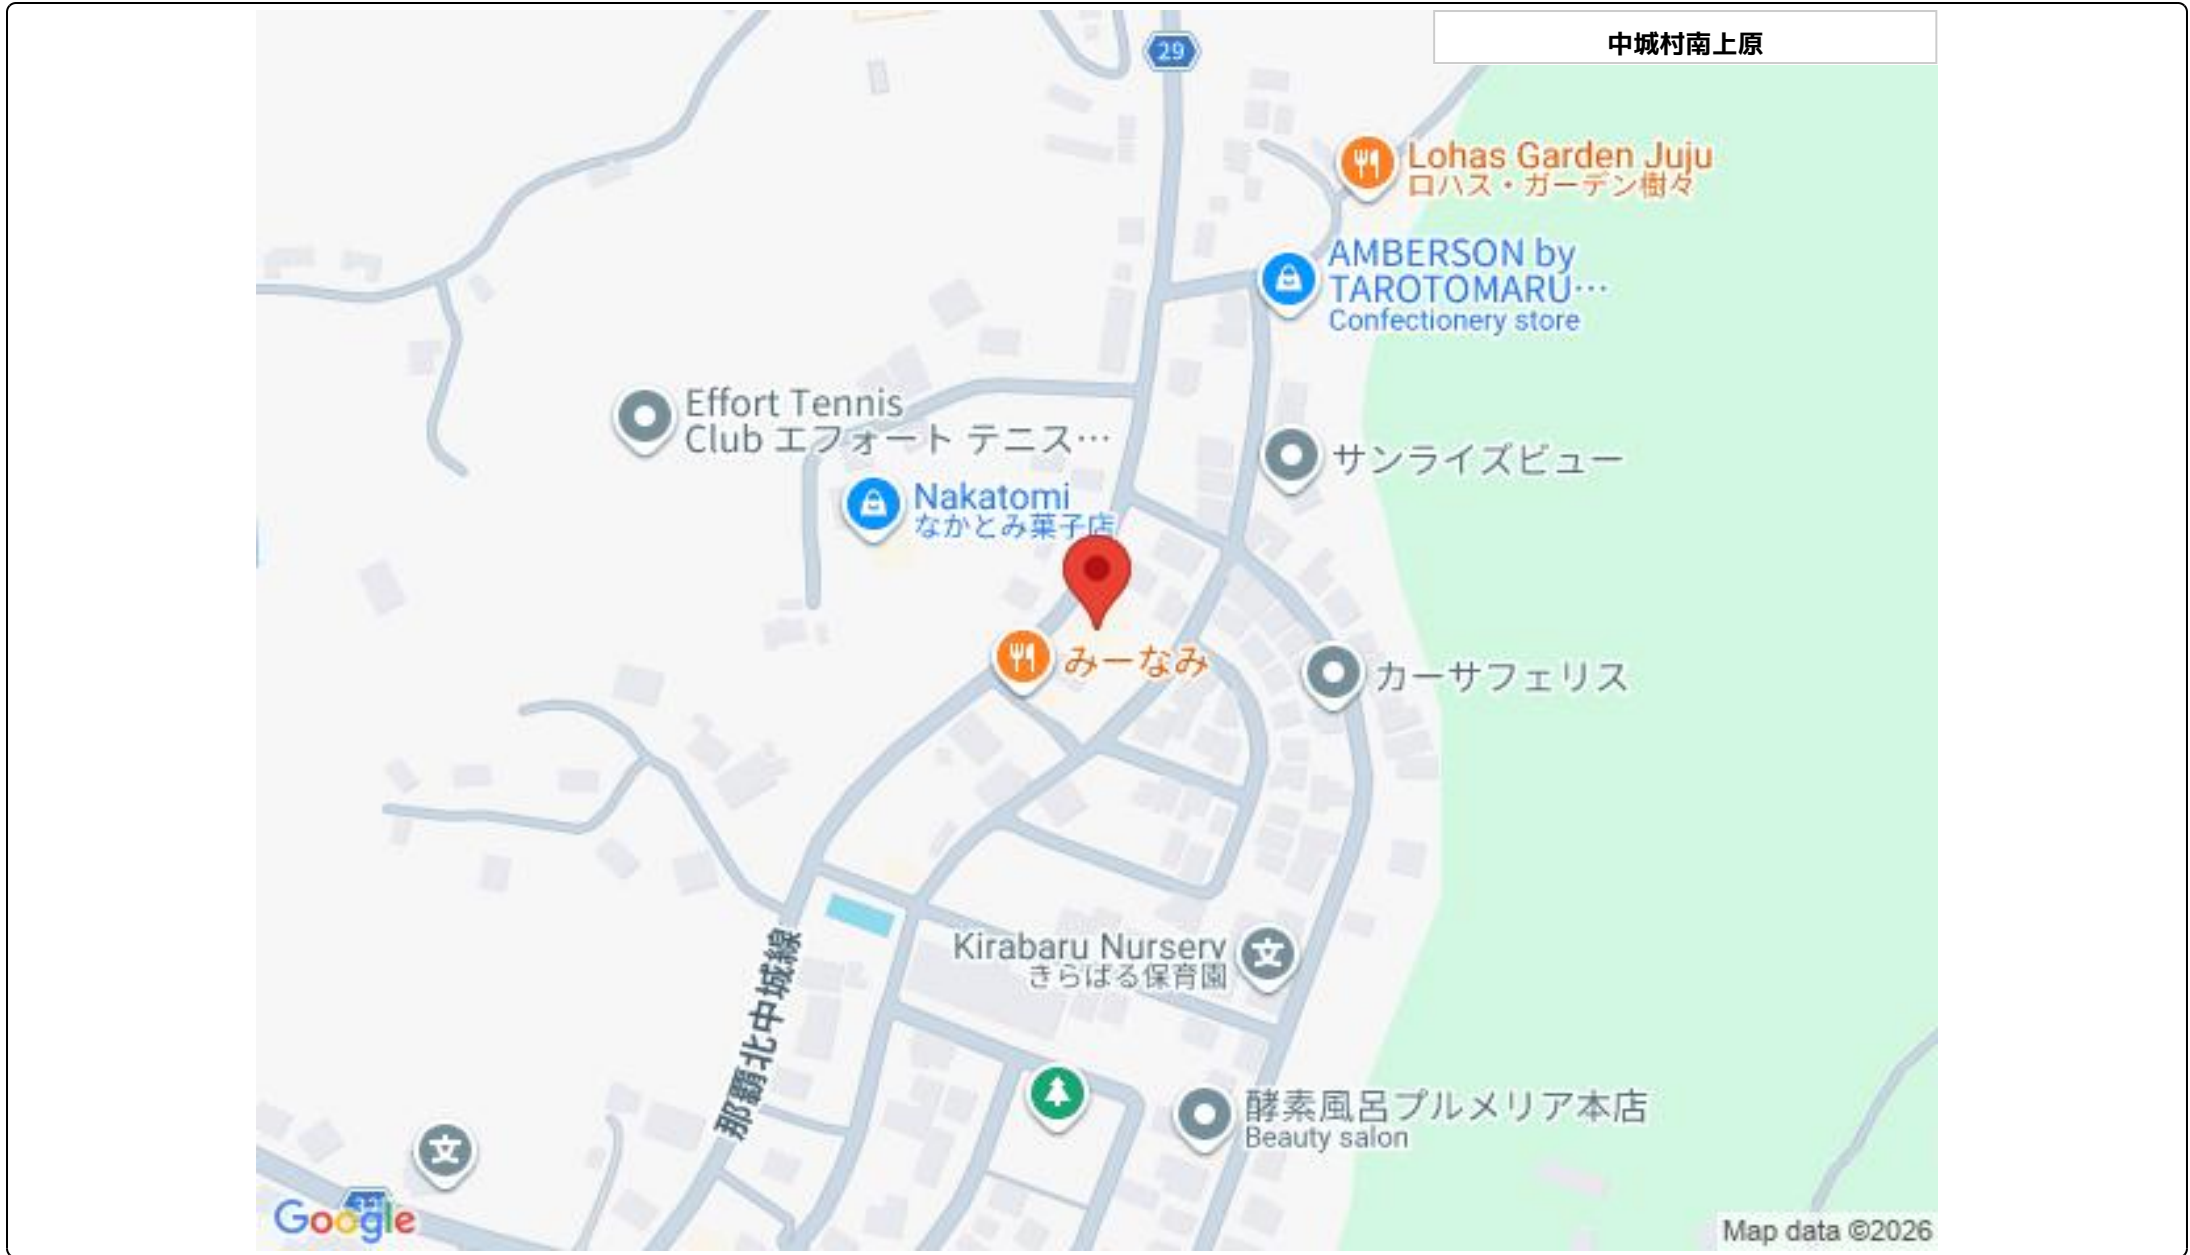 29
中城村南上原
Lohas Garden Juju
ロハス・ガーデン樹々
AMBERSON by
TAROTOMARU…
Confectionery store
Effort Tennis
Club エフォート テニス…
サンライズビュー
Nakatomi
なかとみ菓子店
みーなみ
カーサフェリス
Kirabaru Nursery
きらばる保育園
那覇北中城線
酵素風呂プルメリア本店
Beauty salon
文
文
Google
Map data ©2026